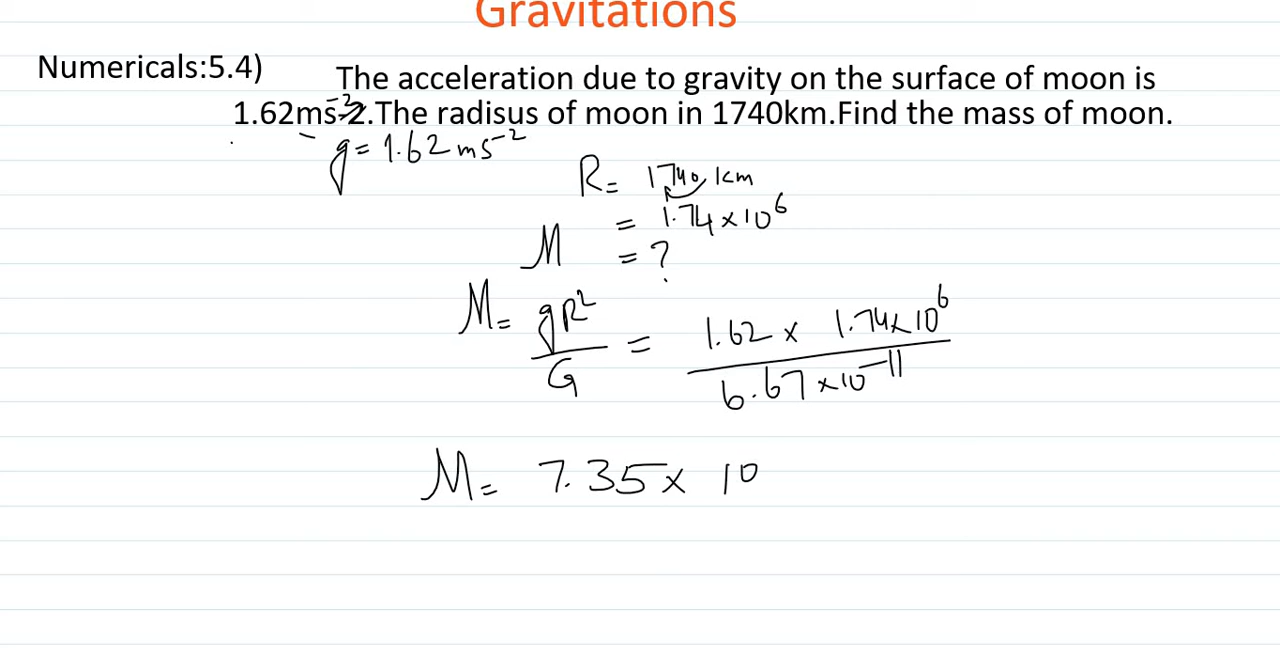 Gravitations
Numericals:5.4) The acceleration due to gravity on the surface of moon is
1.62ms-2.The radisus of moon in 1740km.Find the mass of moon.
g = 1.62 ms⁻²
R = 1740 km
= 1.74 × 10⁶
M = ?
M = gR²/G = 1.62 × 1.74 × 10⁶ / 6.67 × 10⁻¹¹
M = 7.35 × 10